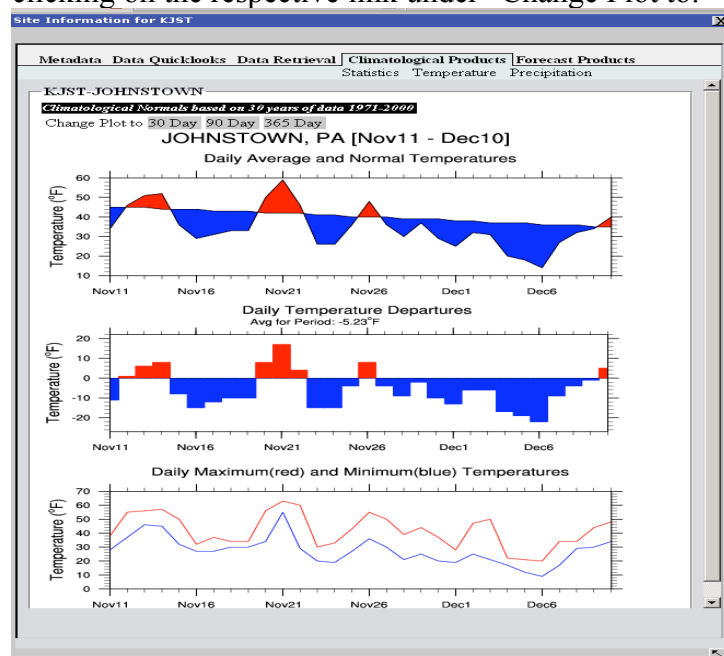 clicking on the respective link under "Change Plot to:"
Site Information for KJST
Metadata Data Quicklooks Data Retrieval Climatological Products Forecast Products
Statistics Temperature Precipitation
KJST-JOHNSTOWN
Climatological Normals based on 30 years of data 1971-2000
Change Plot to 30 Day 90 Day 365 Day
JOHNSTOWN, PA [Nov11 - Dec10]
Daily Average and Normal Temperatures
Temperature (°F)
60
50
40
30
20
10
Nov11 Nov16 Nov21 Nov26 Dec1 Dec6
Daily Temperature Departures
Avg for Period: -5.23°F
Temperature (°F)
20
10
0
-10
-20
Nov11 Nov16 Nov21 Nov26 Dec1 Dec6
Daily Maximum(red) and Minimum(blue) Temperatures
Temperature (°F)
70
60
50
40
30
20
10
0
Nov11 Nov16 Nov21 Nov26 Dec1 Dec6